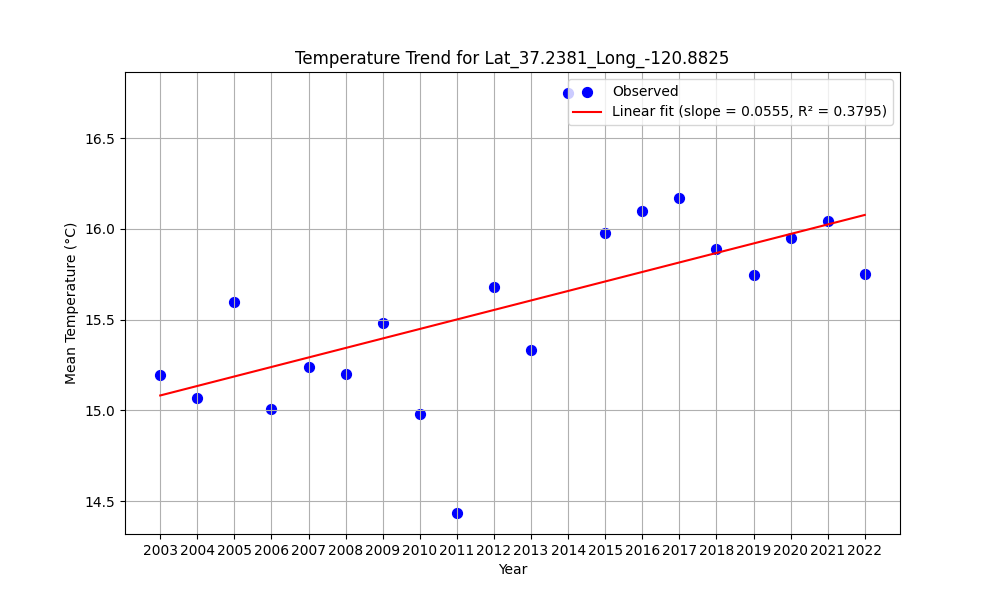 Temperature Trend for Lat_37.2381_Long_-120.8825
Observed
Linear fit (slope = 0.0555, R² = 0.3795)
Mean Temperature (°C)
16.5
16.0
15.5
15.0
14.5
2003 2004 2005 2006 2007 2008 2009 2010 2011 2012 2013 2014 2015 2016 2017 2018 2019 2020 2021 2022
Year